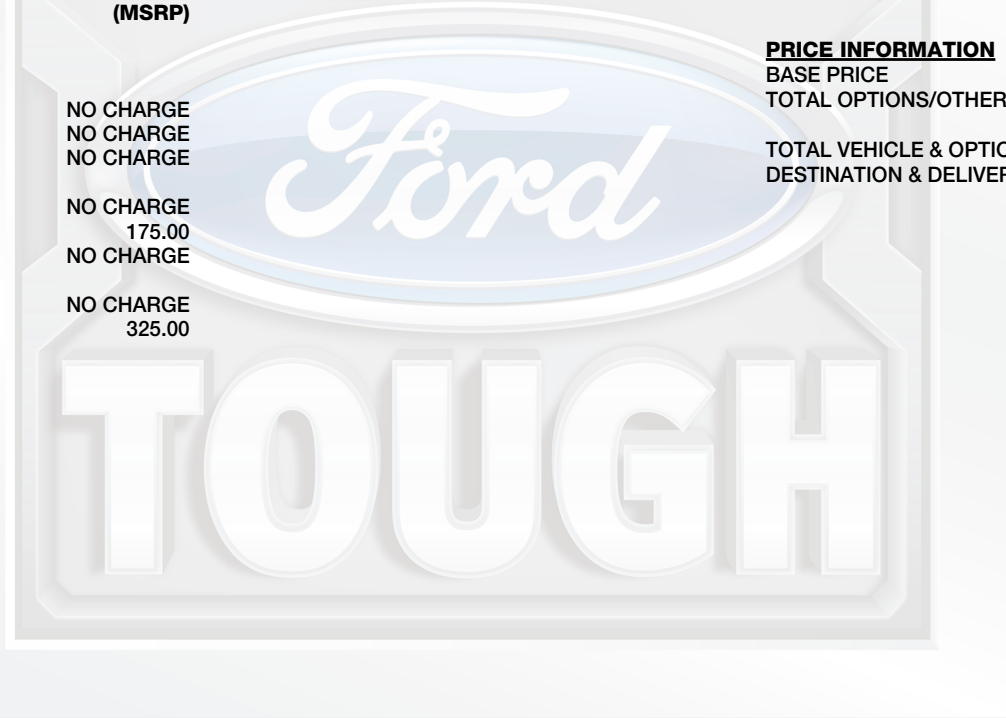 (MSRP)
NO CHARGE
NO CHARGE
NO CHARGE
NO CHARGE
175.00
NO CHARGE
NO CHARGE
325.00
PRICE INFORMATION
BASE PRICE
TOTAL OPTIONS/OTHER
TOTAL VEHICLE & OPTIO
DESTINATION & DELIVER
Ford
TOUGH